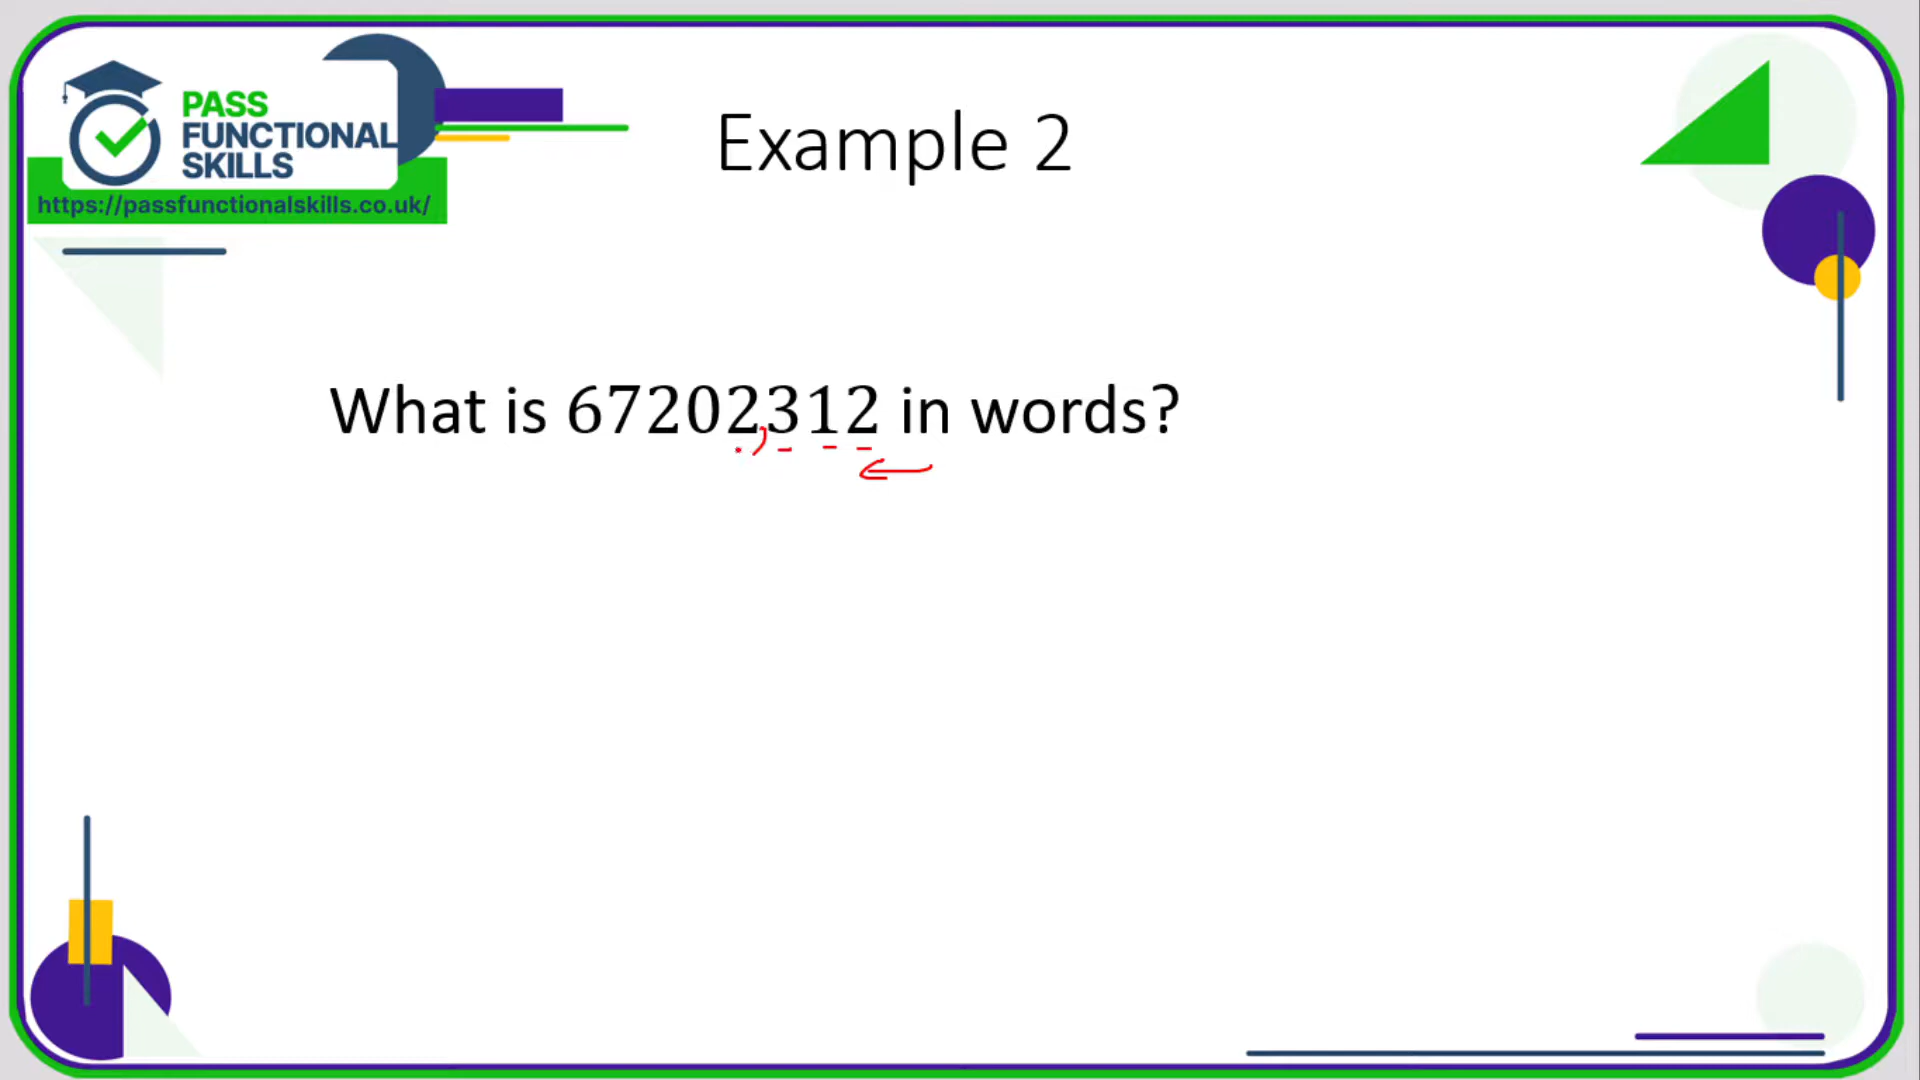 PASS
FUNCTIONAL
SKILLS
https://passfunctionalskills.co.uk/
Example 2
What is 67202312 in words?